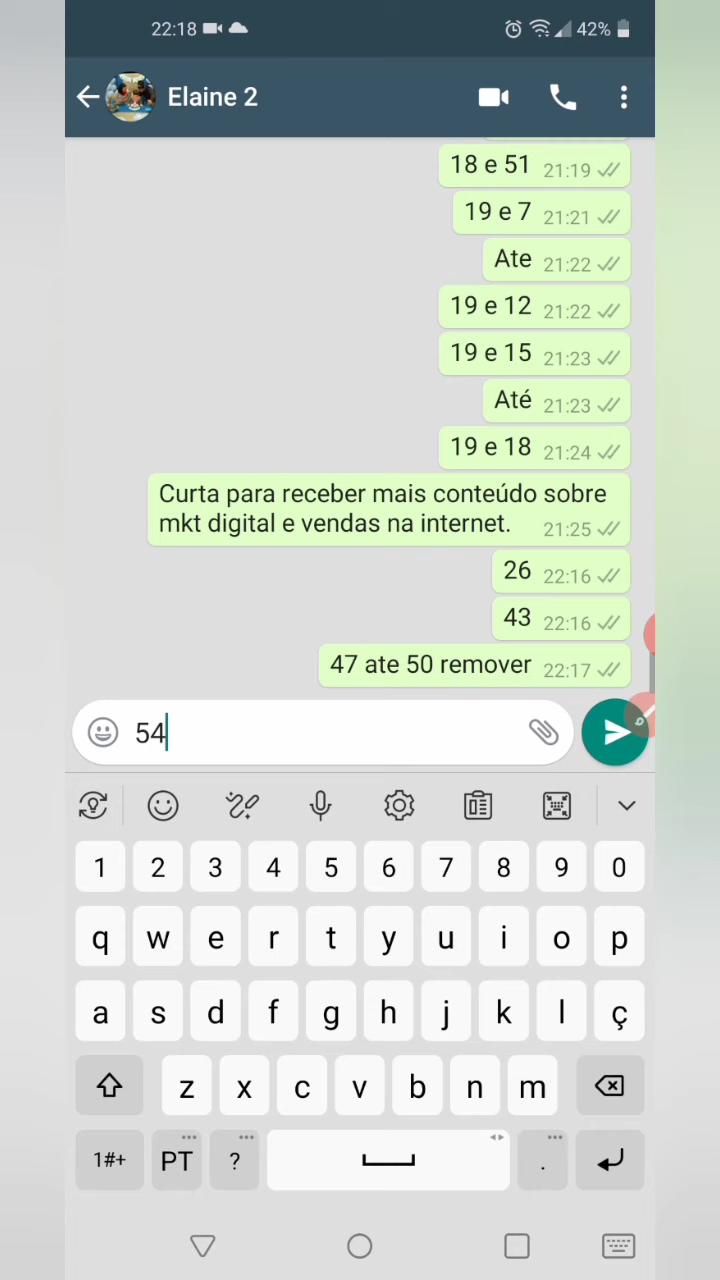 22:18 42%
Elaine 2
18 e 51 21:19
19 e 7 21:21
Ate 21:22
19 e 12 21:22
19 e 15 21:23
Até 21:23
19 e 18 21:24
Curta para receber mais conteúdo sobre
mkt digital e vendas na internet. 21:25
26 22:16
43 22:16
47 ate 50 remover 22:17
54
1 2 3 4 5 6 7 8 9 0
q w e r t y u i o p
a s d f g h j k l ç
z x c v b n m
1#+ PT ? .